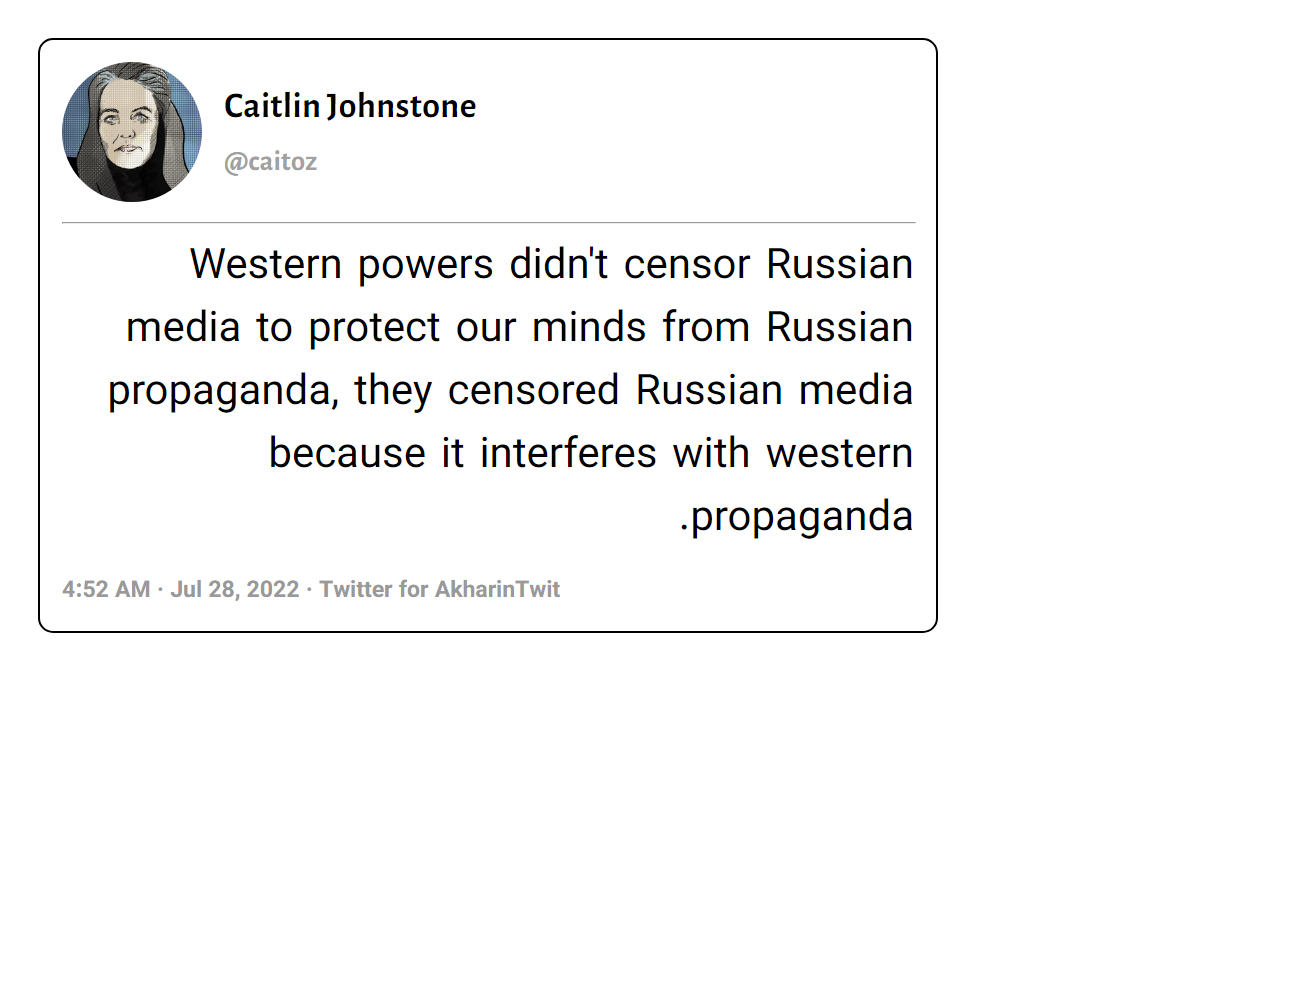 Caitlin Johnstone
@caitoz
Western powers didn't censor Russian
media to protect our minds from Russian
propaganda, they censored Russian media
because it interferes with western
.propaganda
4:52 AM · Jul 28, 2022 · Twitter for AkharinTwit